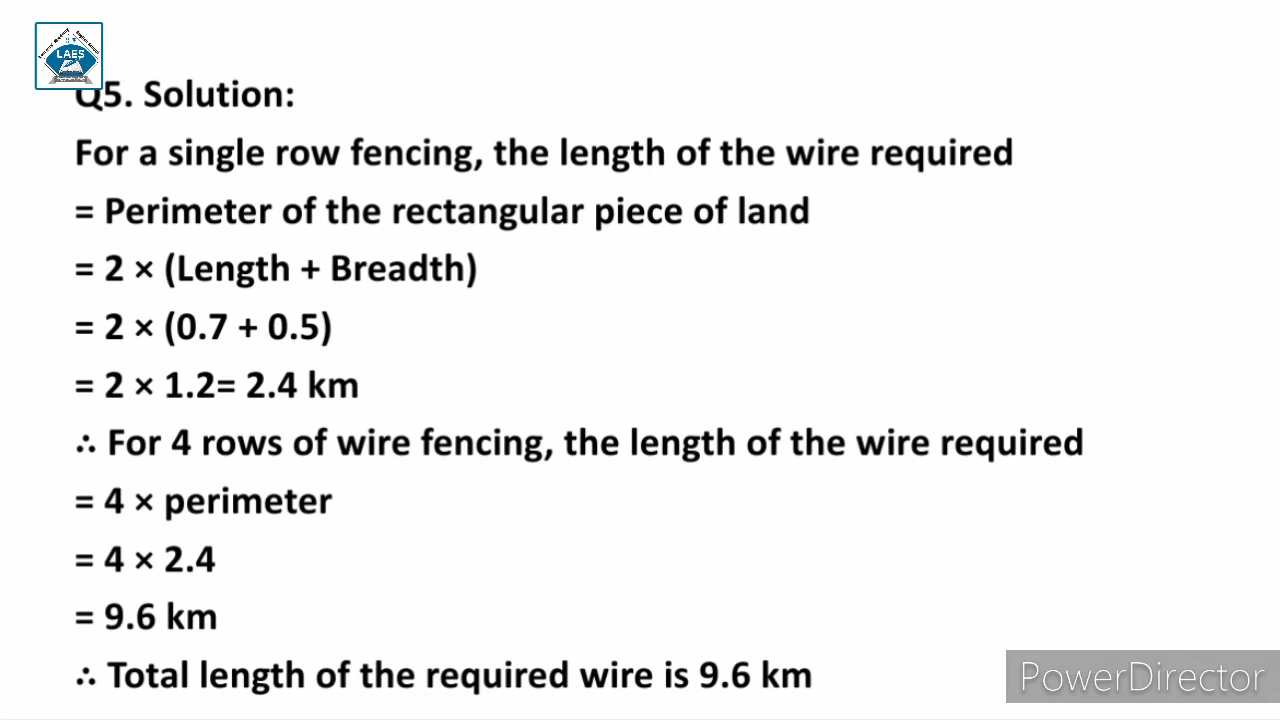 LAES
Q5. Solution:
For a single row fencing, the length of the wire required
= Perimeter of the rectangular piece of land
= 2 × (Length + Breadth)
= 2 × (0.7 + 0.5)
= 2 × 1.2= 2.4 km
∴ For 4 rows of wire fencing, the length of the wire required
= 4 × perimeter
= 4 × 2.4
= 9.6 km
∴ Total length of the required wire is 9.6 km
PowerDirector